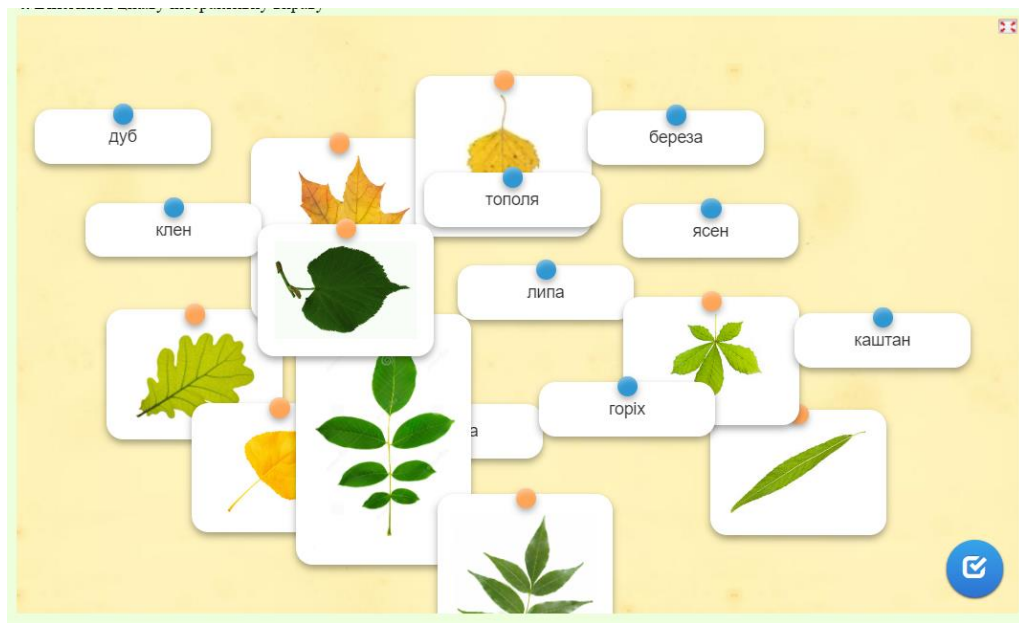 дуб
береза
тополя
клен
ясен
липа
каштан
горіх
а